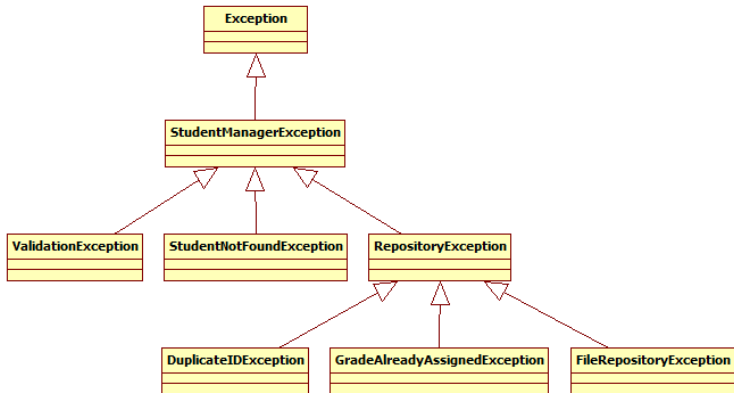 Exception
StudentManagerException
ValidationException
StudentNotFoundException
RepositoryException
DuplicateIDException
GradeAlreadyAssignedException
FileRepositoryException